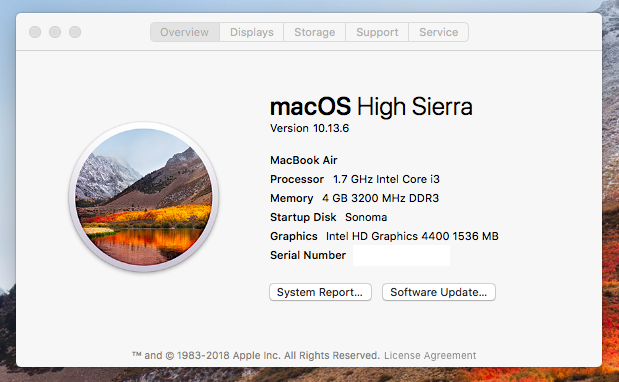 Overview Displays Storage Support Service
macOS High Sierra
Version 10.13.6
MacBook Air
Processor 1.7 GHz Intel Core i3
Memory 4 GB 3200 MHz DDR3
Startup Disk Sonoma
Graphics Intel HD Graphics 4400 1536 MB
Serial Number
System Report... Software Update...
™ and © 1983-2018 Apple Inc. All Rights Reserved. License Agreement